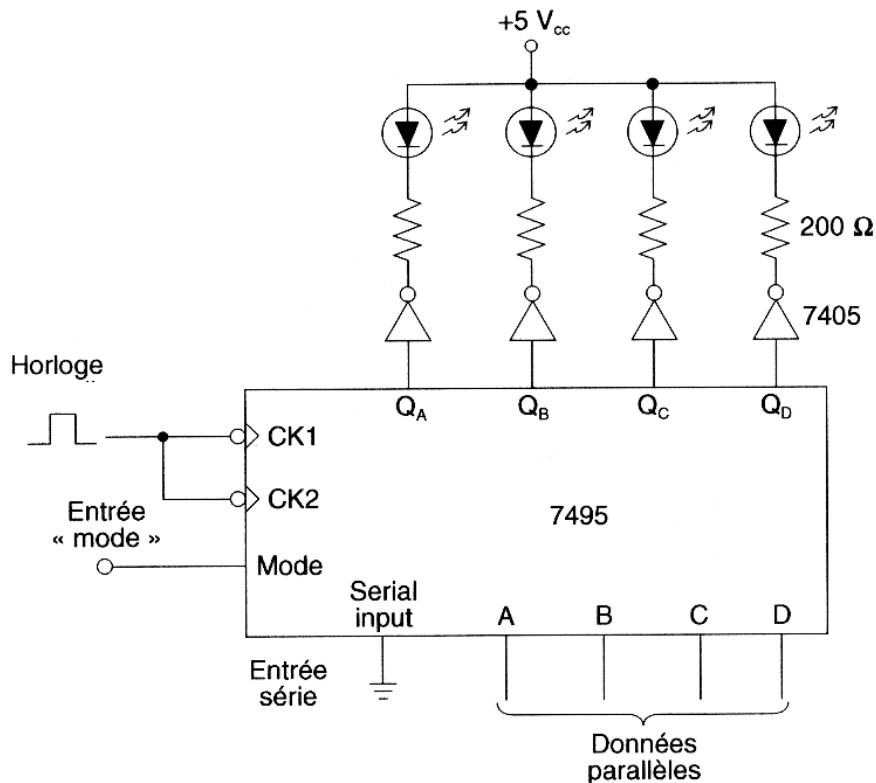 +5 Vcc
200 Ω
7405
Horloge
QA QB QC QD
CK1
CK2
7495
Entrée
« mode »
Mode
Serial
input
A B C D
Entrée
série
Données
parallèles